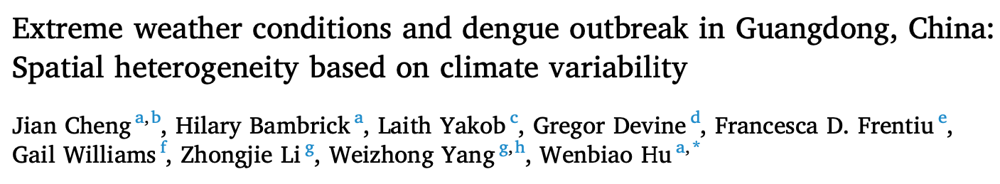 Extreme weather conditions and dengue outbreak in Guangdong, China:
Spatial heterogeneity based on climate variability
Jian Cheng a,b, Hilary Bambrick a, Laith Yakob c, Gregor Devine d, Francesca D. Frentiu e,
Gail Williams f, Zhongjie Li g, Weizhong Yang g,h, Wenbiao Hu a,*